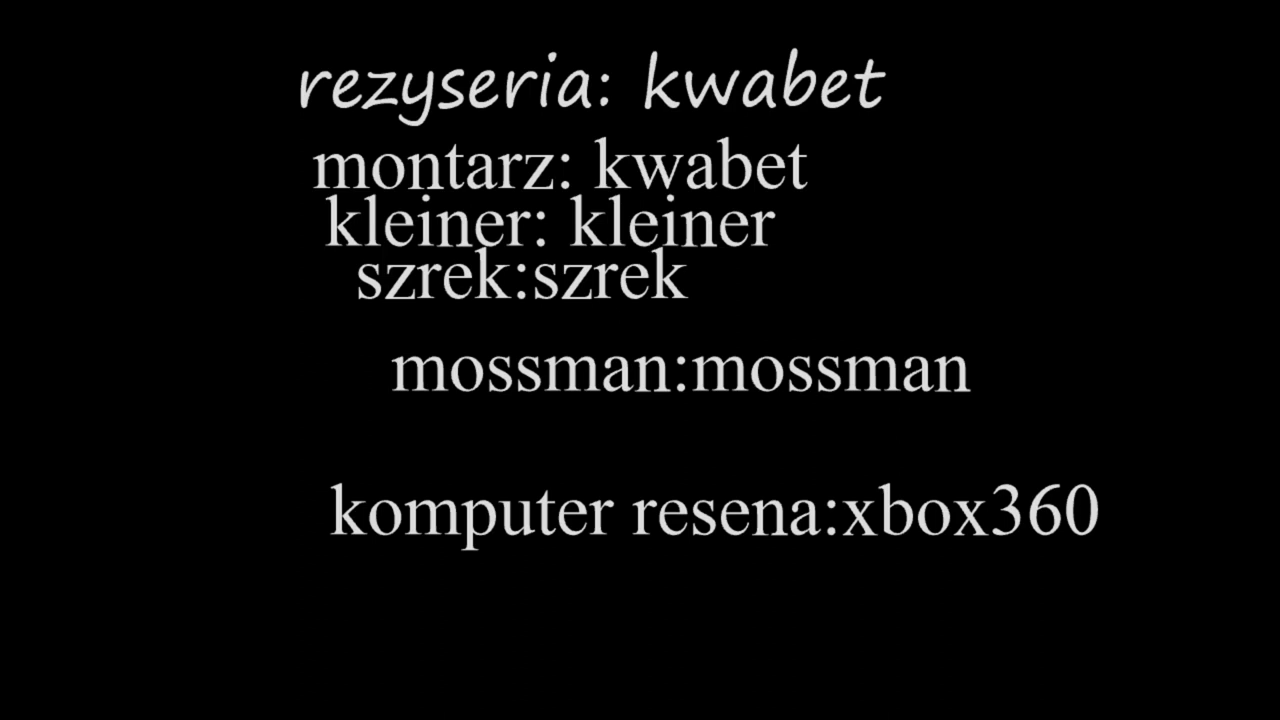 rezyseria: kwabet
montarz: kwabet
kleiner: kleiner
szrek:szrek
mossman:mossman
komputer resena:xbox360